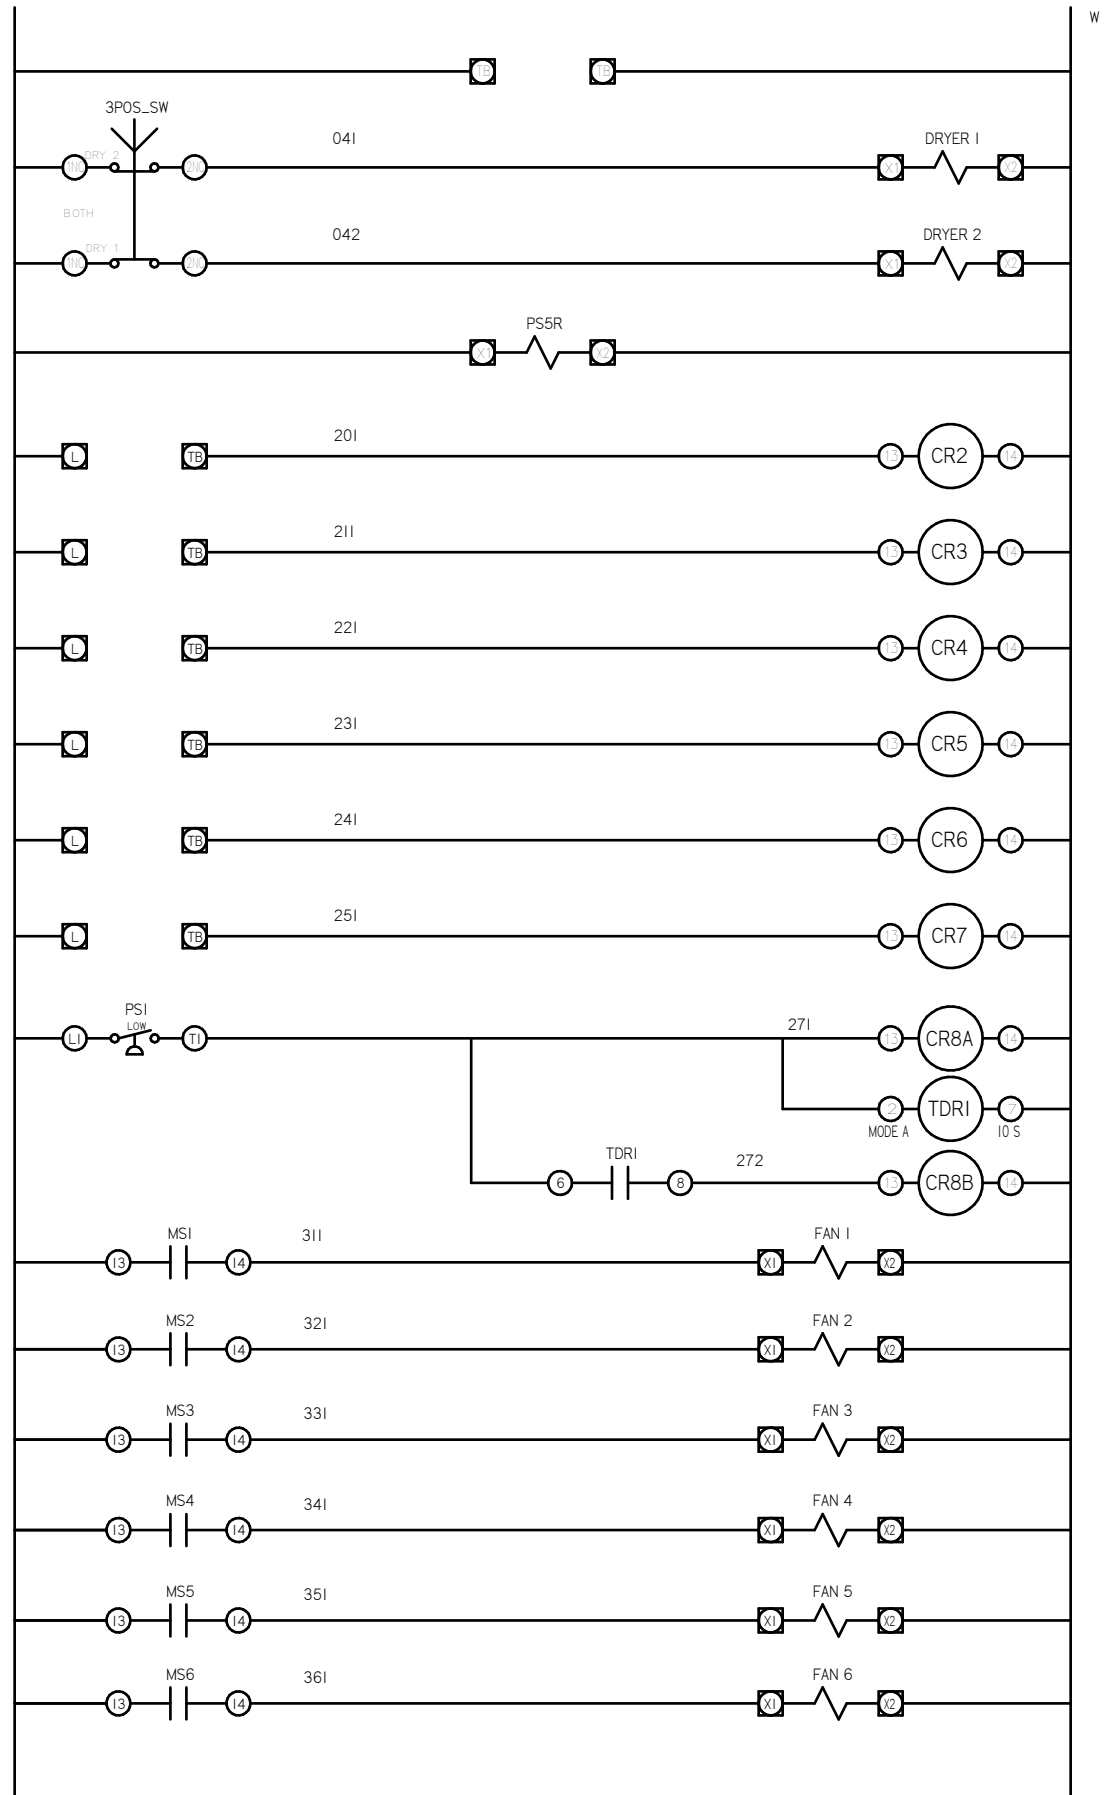 W
TB TB
3POS_SW
041 DRYER 1
1NC DRY 2 2NC X1 X2
BOTH
042 DRYER 2
1NC DRY 1 2NC X1 X2
PS5R
X1 X2
201
L TB 13 CR2 14
211
L TB 13 CR3 14
221
L TB 13 CR4 14
231
L TB 13 CR5 14
241
L TB 13 CR6 14
251
L TB 13 CR7 14
PS1
LOW 271
L1 T1 13 CR8A 14
2 TDR1 7
MODE A 10 S
TDR1 272
6 8 13 CR8B 14
MS1 311 FAN 1
13 14 X1 X2
MS2 321 FAN 2
13 14 X1 X2
MS3 331 FAN 3
13 14 X1 X2
MS4 341 FAN 4
13 14 X1 X2
MS5 351 FAN 5
13 14 X1 X2
MS6 361 FAN 6
13 14 X1 X2